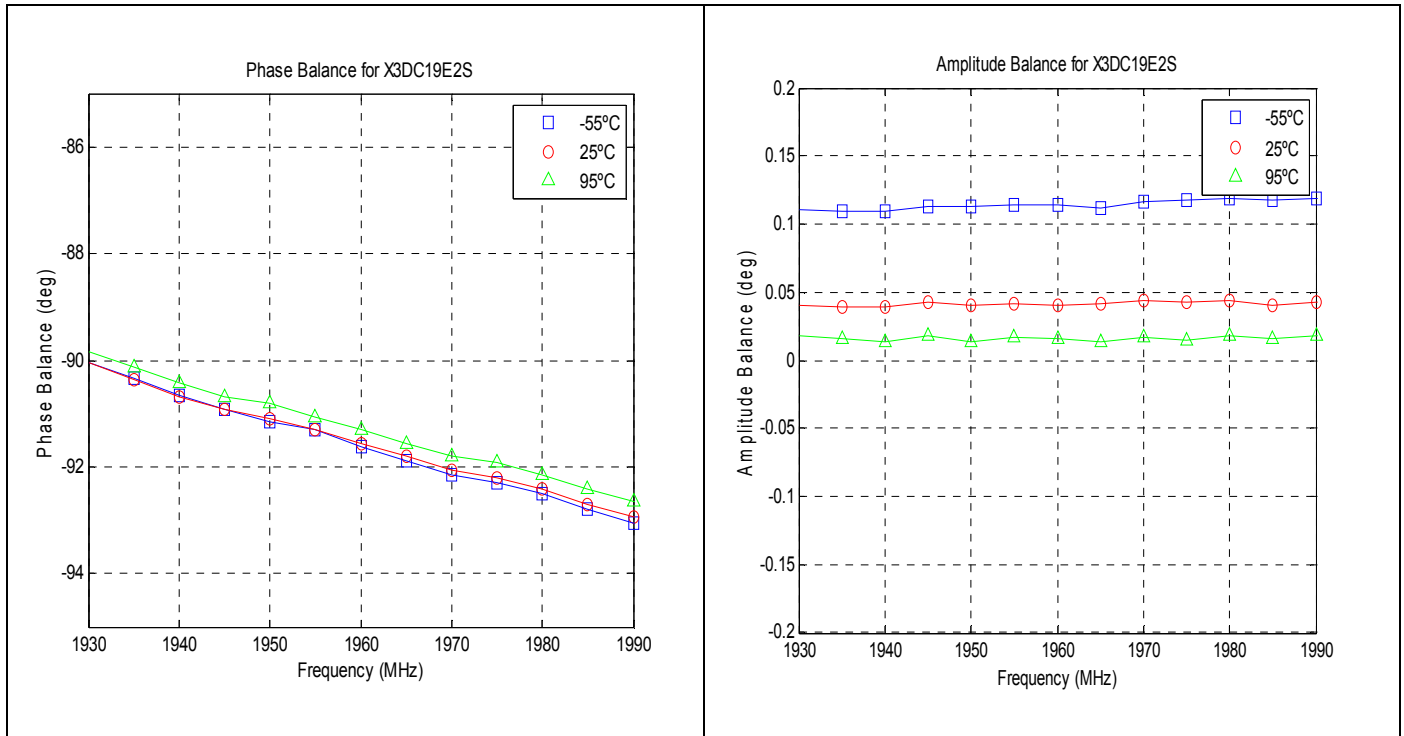 Phase Balance for X3DC19E2S
-55ºC
25ºC
95ºC
-86
-88
-90
-92
-94
Phase Balance (deg)
1930 1940 1950 1960 1970 1980 1990
Frequency (MHz)
Amplitude Balance for X3DC19E2S
-55ºC
25ºC
95ºC
0.2
0.15
0.1
0.05
0
-0.05
-0.1
-0.15
-0.2
Amplitude Balance (deg)
1930 1940 1950 1960 1970 1980 1990
Frequency (MHz)